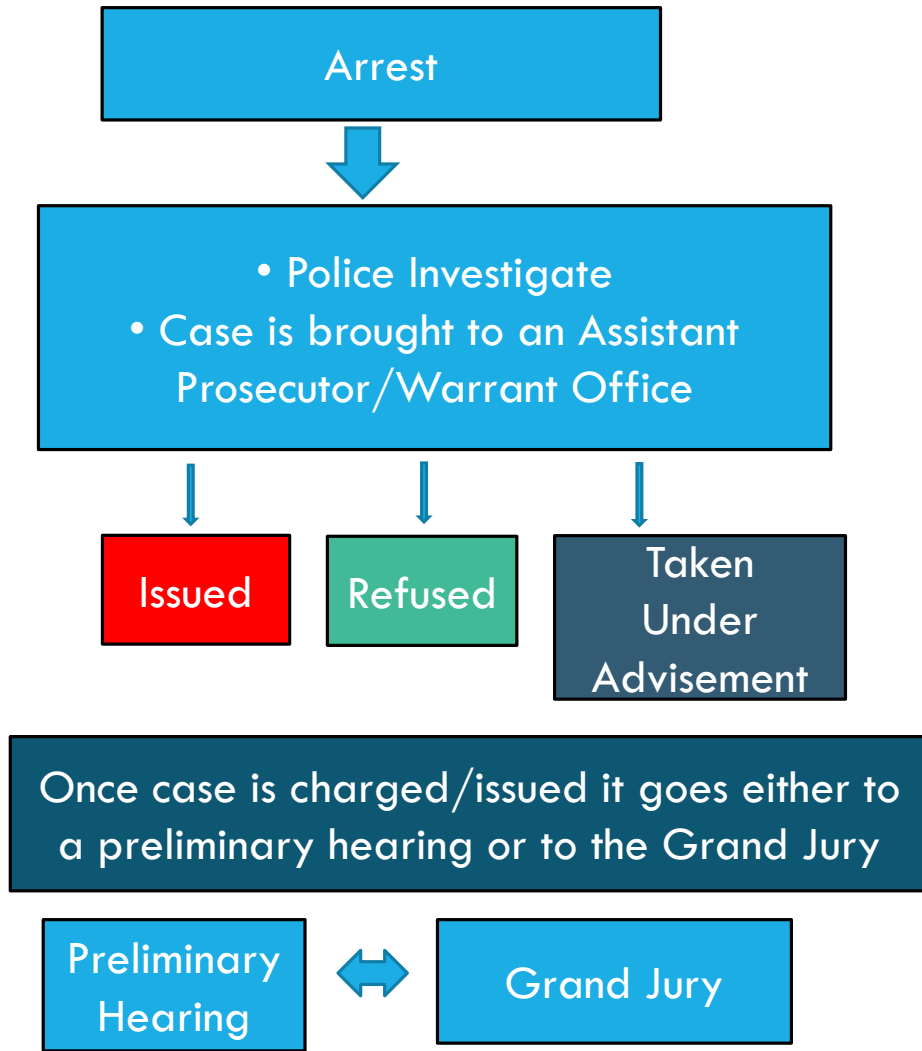 Arrest
• Police Investigate
• Case is brought to an Assistant
Prosecutor/Warrant Office
Issued
Refused
Taken
Under
Advisement
Once case is charged/issued it goes either to
a preliminary hearing or to the Grand Jury
Preliminary
Hearing
Grand Jury